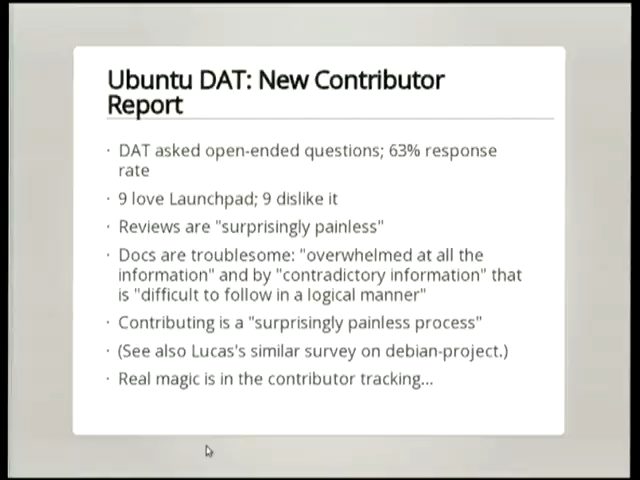 Ubuntu DAT: New Contributor
Report
· DAT asked open-ended questions; 63% response
rate
· 9 love Launchpad; 9 dislike it
· Reviews are "surprisingly painless"
· Docs are troublesome: "overwhelmed at all the
information" and by "contradictory information" that
is "difficult to follow in a logical manner"
· Contributing is a "surprisingly painless process"
· (See also Lucas's similar survey on debian-project.)
· Real magic is in the contributor tracking...